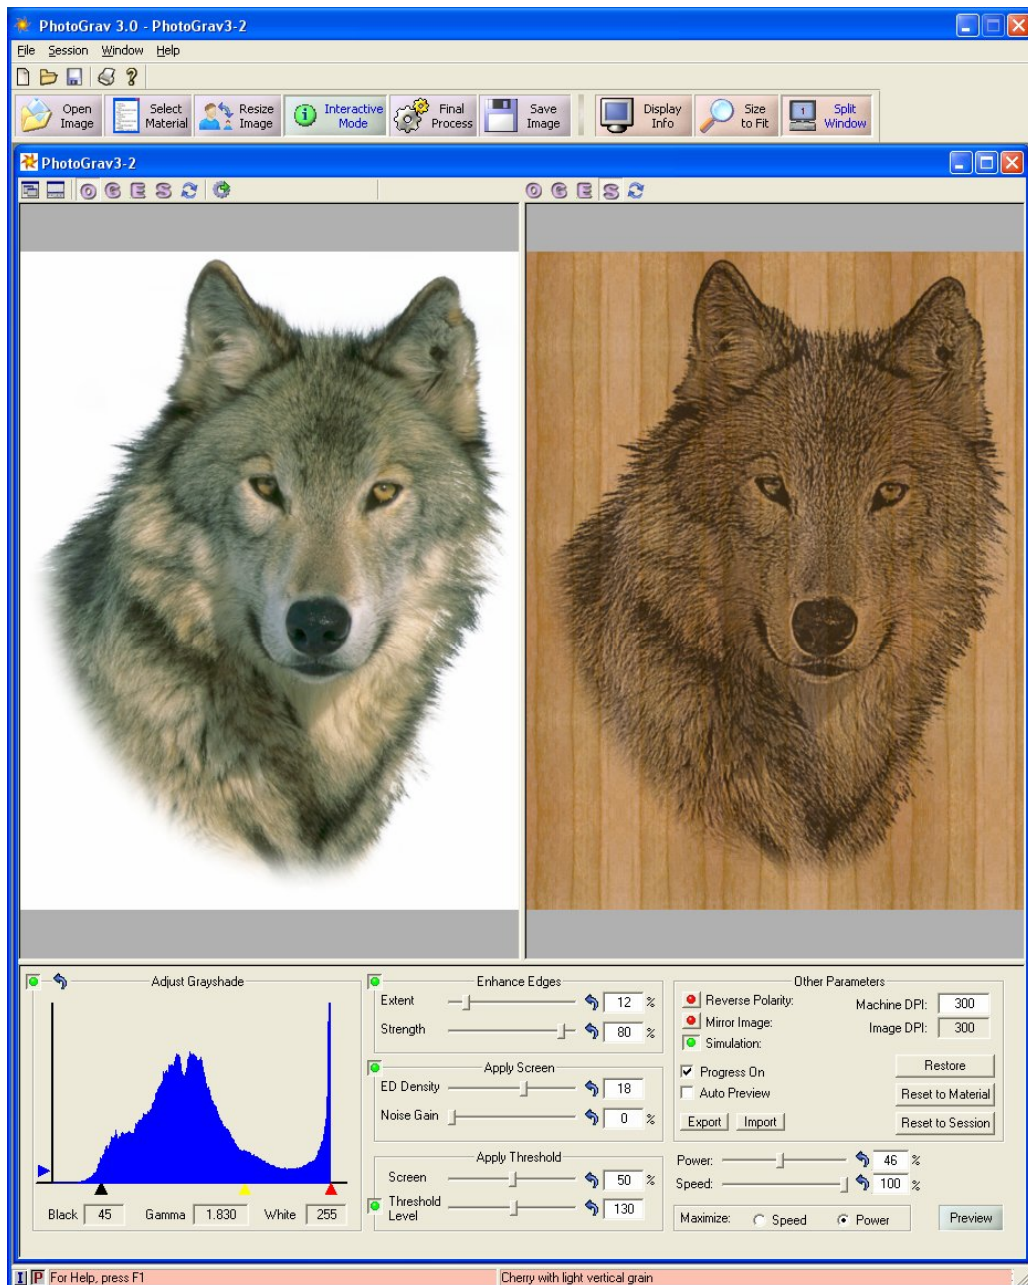 PhotoGrav 3.0 - PhotoGrav3-2
File Session Window Help
Open Image
Select Material
Resize Image
Interactive Mode
Final Process
Save Image
Display Info
Size to Fit
1
Split Window
PhotoGrav3-2
O G E S
O G E S
Adjust Grayshade
Black 45 Gamma 1.830 White 255
Enhance Edges
Extent 12 %
Strength 80 %
Apply Screen
ED Density 18
Noise Gain 0 %
Apply Threshold
Screen 50 %
Threshold Level 130
Other Parameters
Reverse Polarity:
Mirror Image:
Simulation:
Machine DPI: 300
Image DPI: 300
Progress On
Auto Preview
Export Import
Restore
Reset to Material
Reset to Session
Power: 46 %
Speed: 100 %
Maximize: Speed Power
Preview
I P For Help, press F1
Cherry with light vertical grain